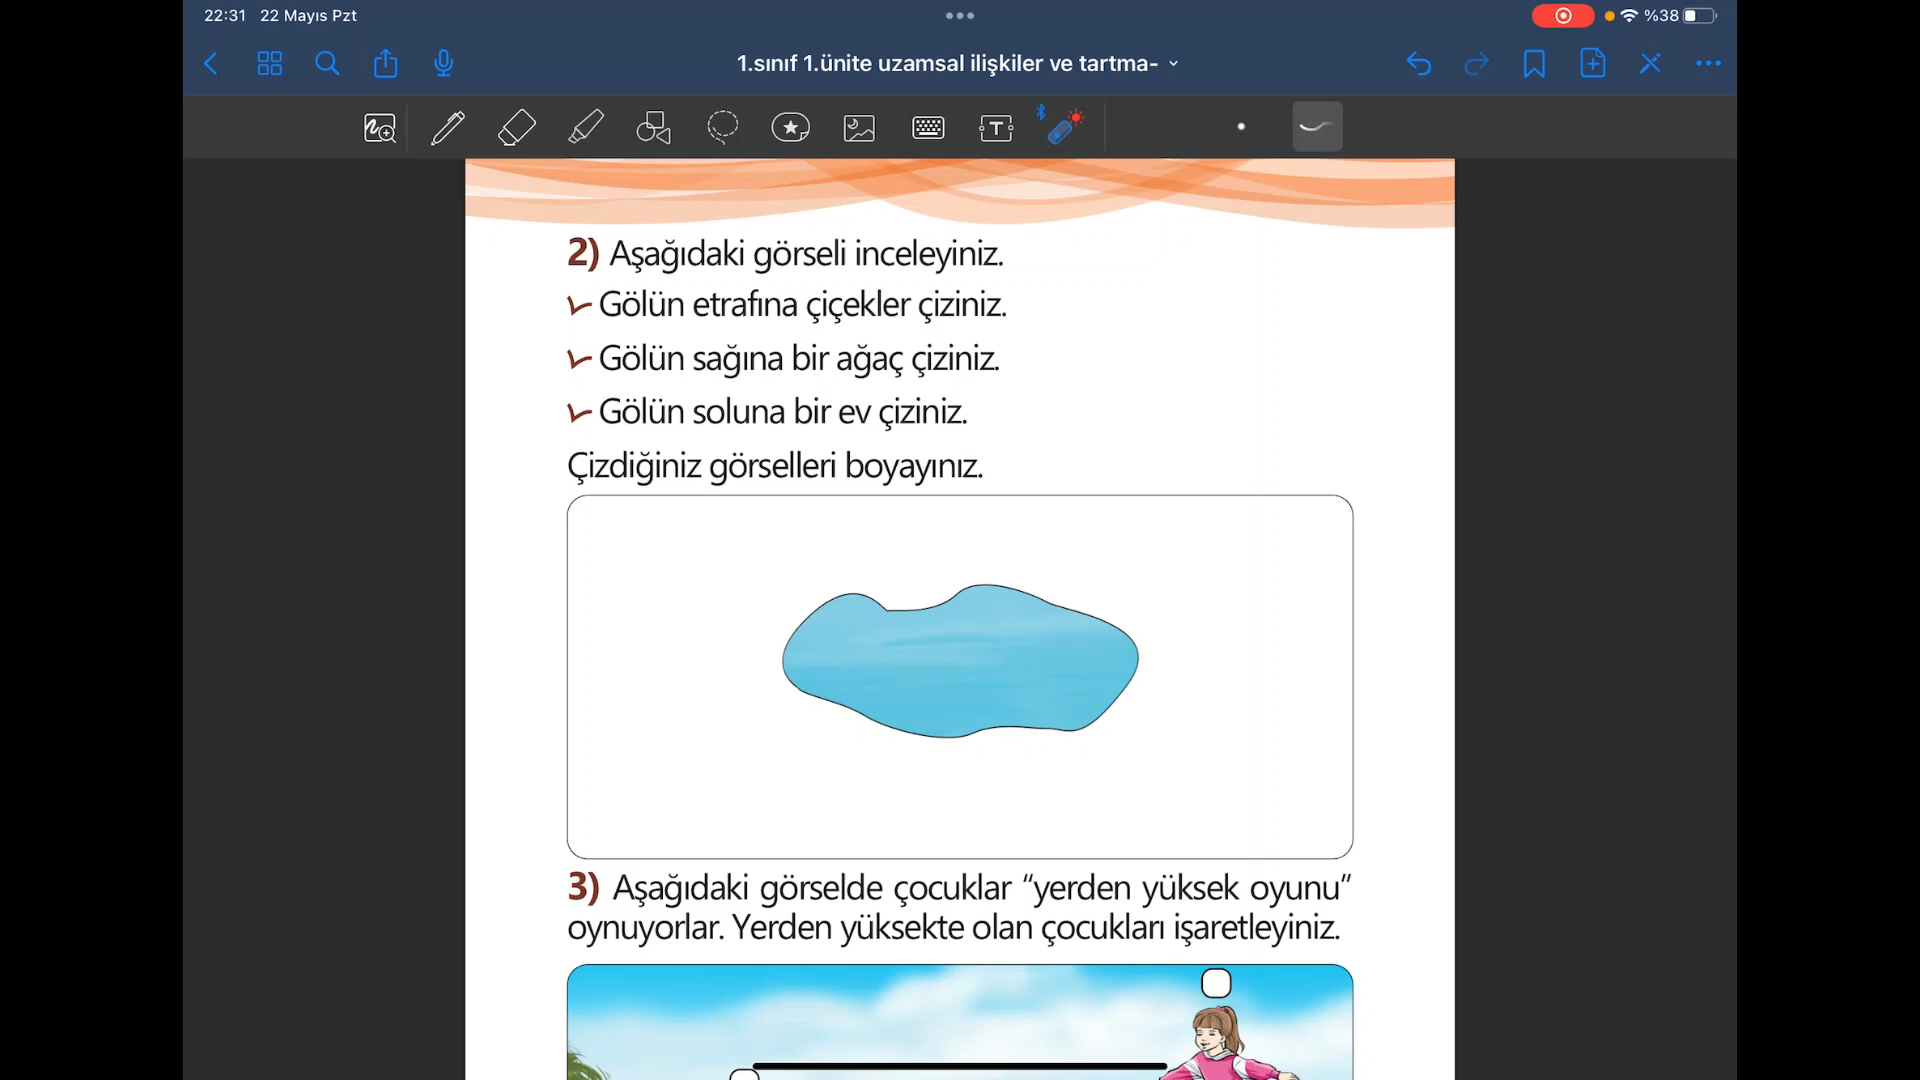 22:31 22 Mayıs Pzt
%38
1.sınıf 1.ünite uzamsal ilişkiler ve tartma-
T
2) Aşağıdaki görseli inceleyiniz.
Gölün etrafına çiçekler çiziniz.
Gölün sağına bir ağaç çiziniz.
Gölün soluna bir ev çiziniz.
Çizdiğiniz görselleri boyayınız.
3) Aşağıdaki görselde çocuklar “yerden yüksek oyunu”
oynuyorlar. Yerden yüksekte olan çocukları işaretleyiniz.